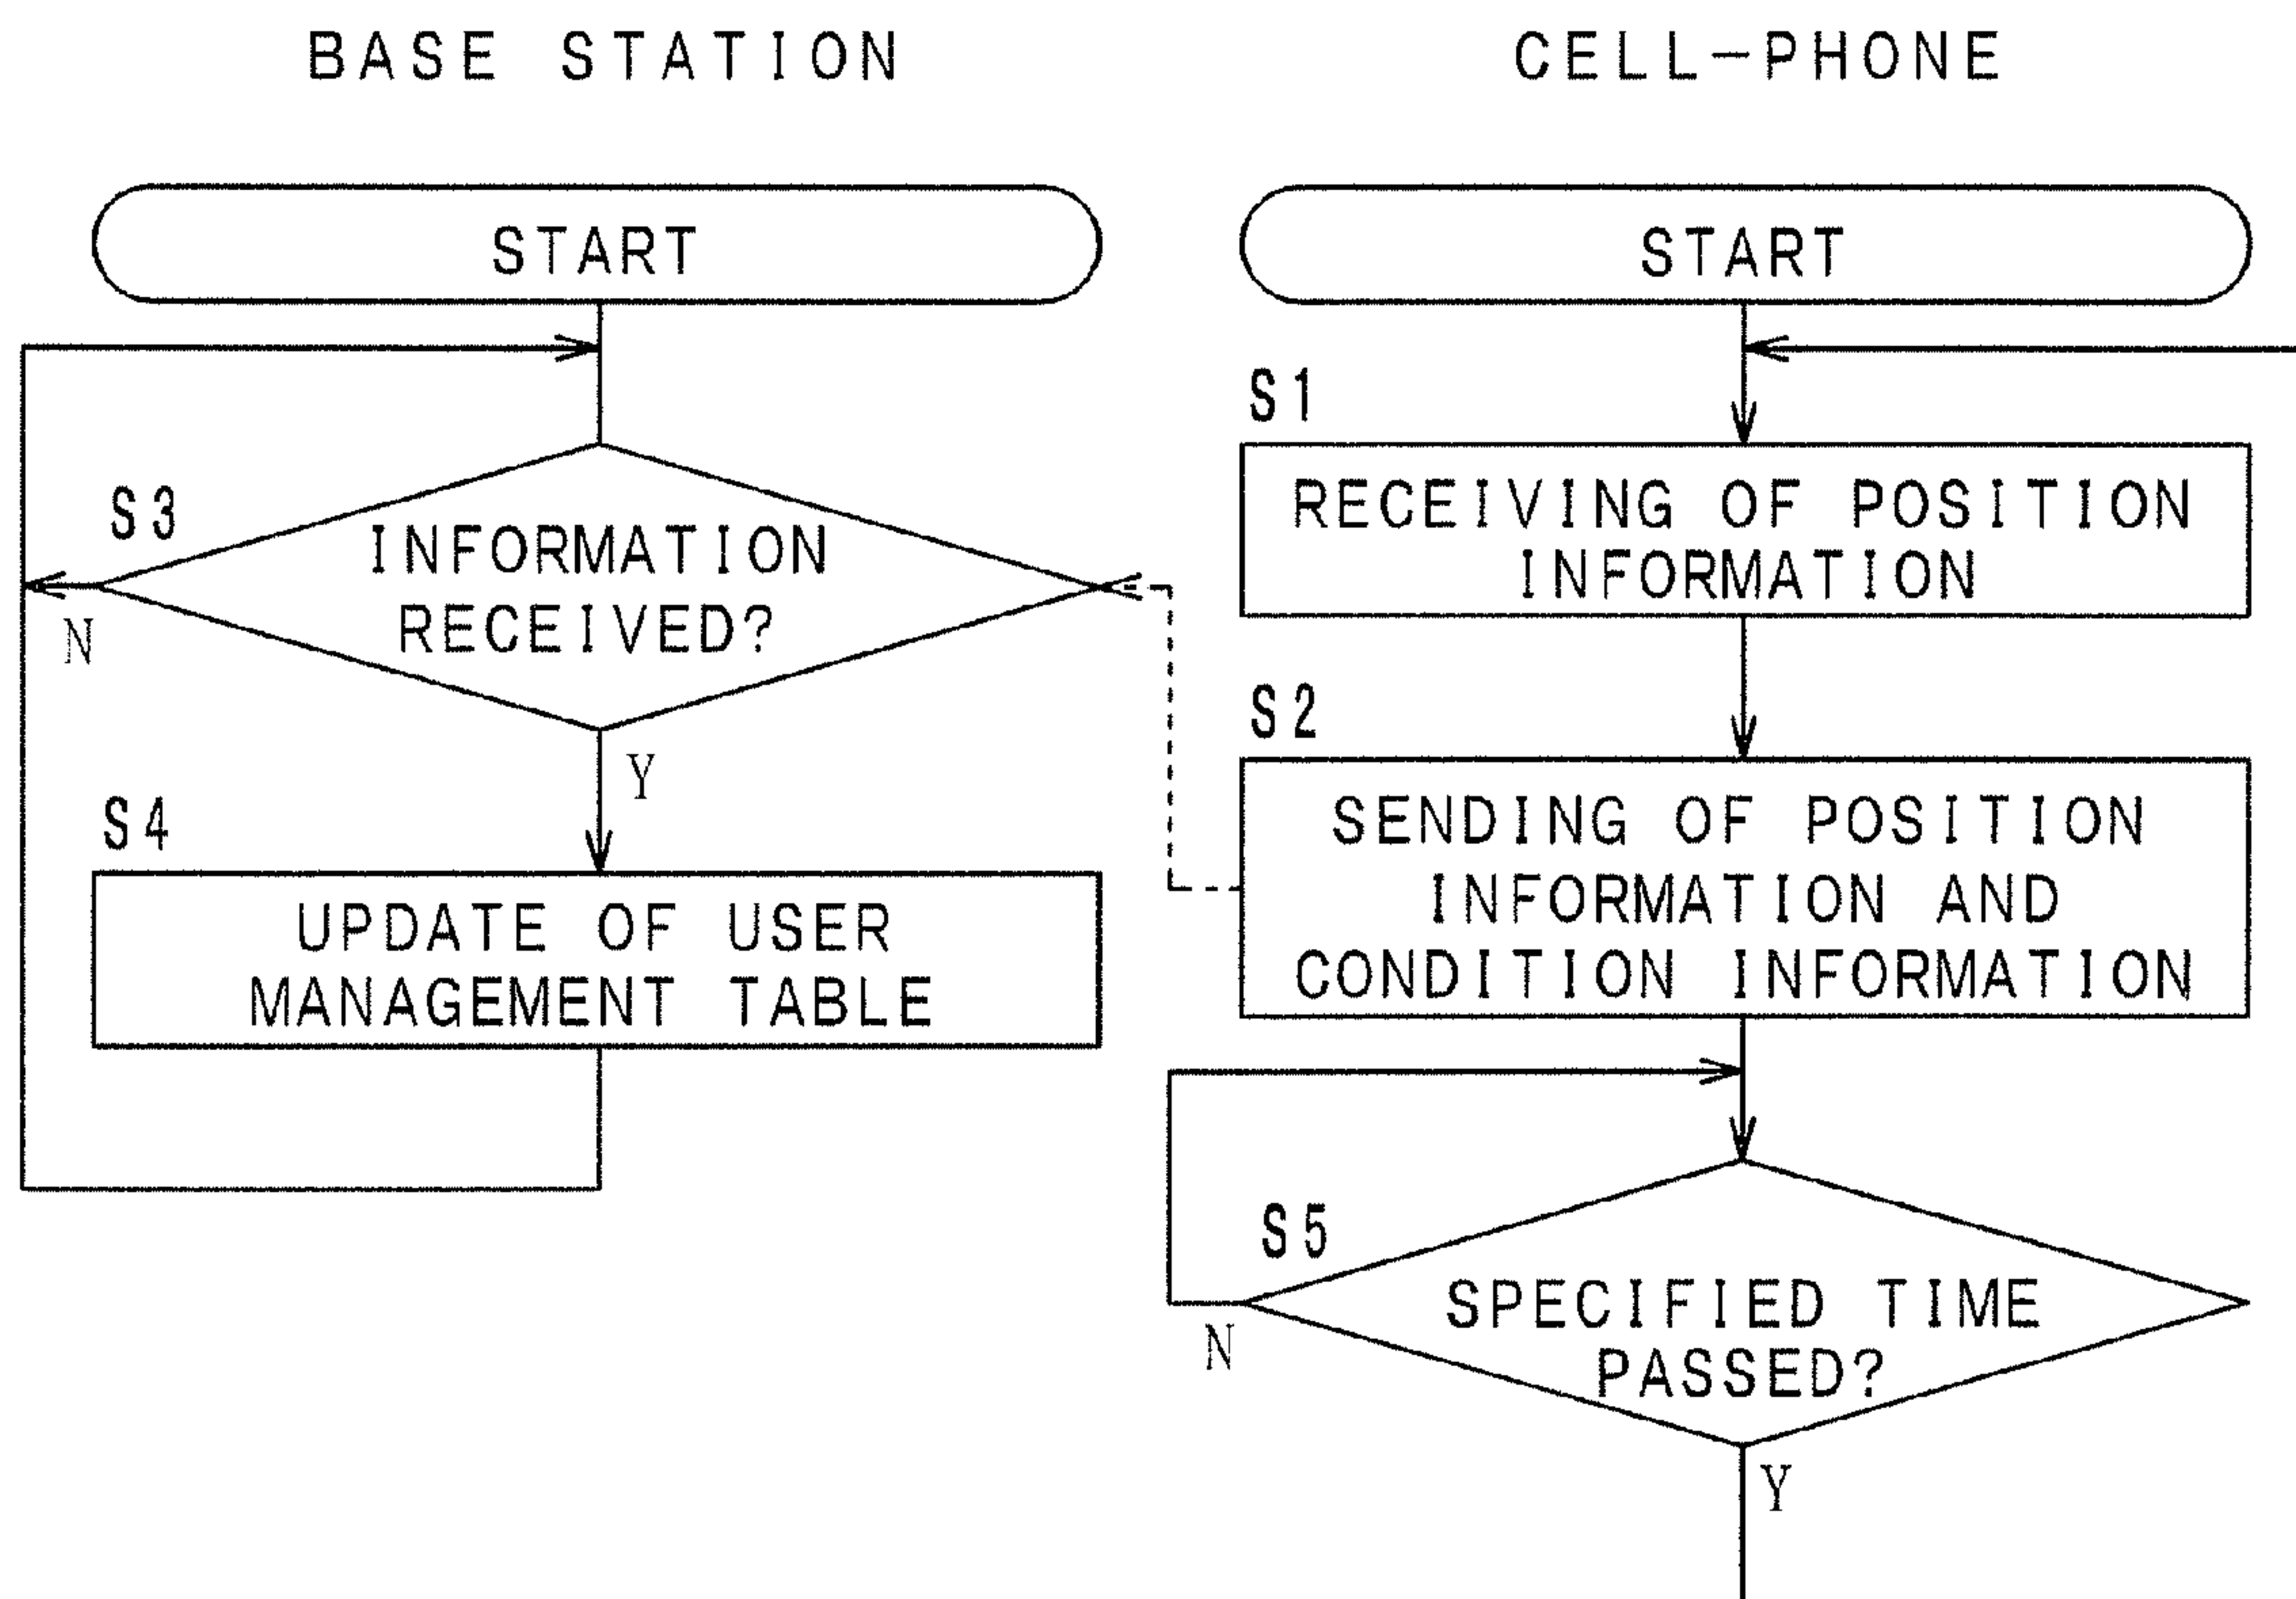 BASE STATION
START
S3
INFORMATION
RECEIVED?
N
Y
S4
UPDATE OF USER
MANAGEMENT TABLE
CELL-PHONE
START
S1
RECEIVING OF POSITION
INFORMATION
S2
SENDING OF POSITION
INFORMATION AND
CONDITION INFORMATION
S5
SPECIFIED TIME
PASSED?
N
Y